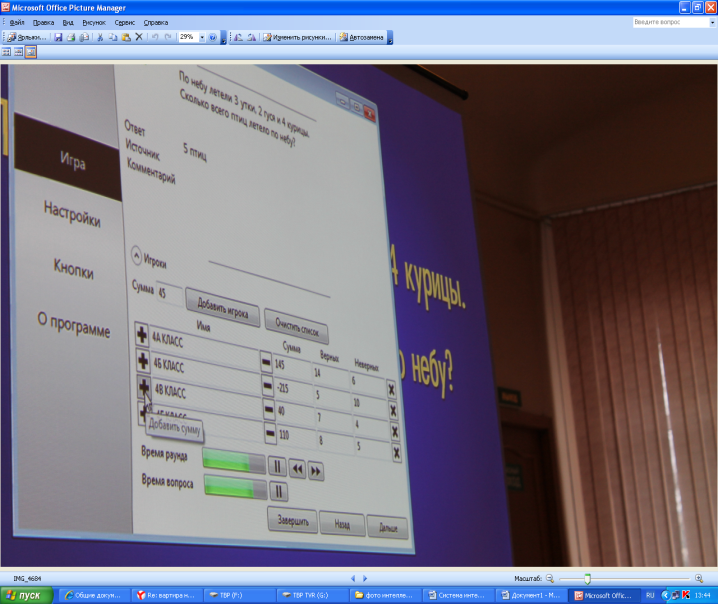 Microsoft Office Picture Manager
Файл Правка Вид Рисунок Сервис Справка
Введите вопрос
Ярлыки... 29% Изменить рисунки... Автозамена
По небу летели 3 утки, 2 гуся и 4 курицы.
Сколько всего птиц летело по небу?
Ответ 5 птиц
Источник
Комментарий
Игра
Настройки
Кнопки
О программе
Игроки
Сумма 45 Добавить игрока Очистить список
Имя Сумма Верных Неверных
4А КЛАСС 145 14 6
4Б КЛАСС -215 5 10
4В КЛАСС 40 7 4
КЛАСС 110 8 5
Добавить сумму
Время раунда
Время вопроса
Завершить Назад Дальше
4 курицы.
небу?
IMG_4684 Масштаб:
пуск Общие докум... Re: вартира н... TBP (F:) TBP TVR (G:) фото интелле... Система инте... Документ1 - M... Microsoft Offic... RU 13:44